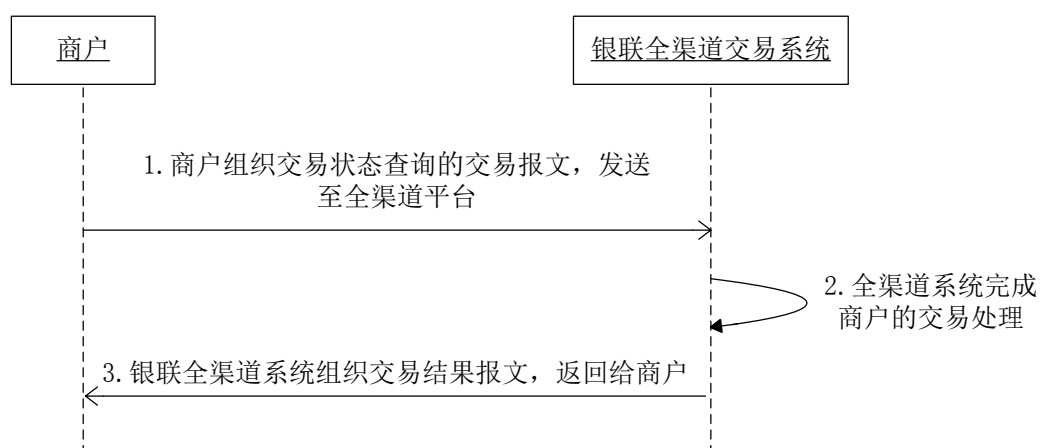 商户
银联全渠道交易系统
1.商户组织交易状态查询的交易报文，发送
至全渠道平台
2.全渠道系统完成
商户的交易处理
3.银联全渠道系统组织交易结果报文，返回给商户